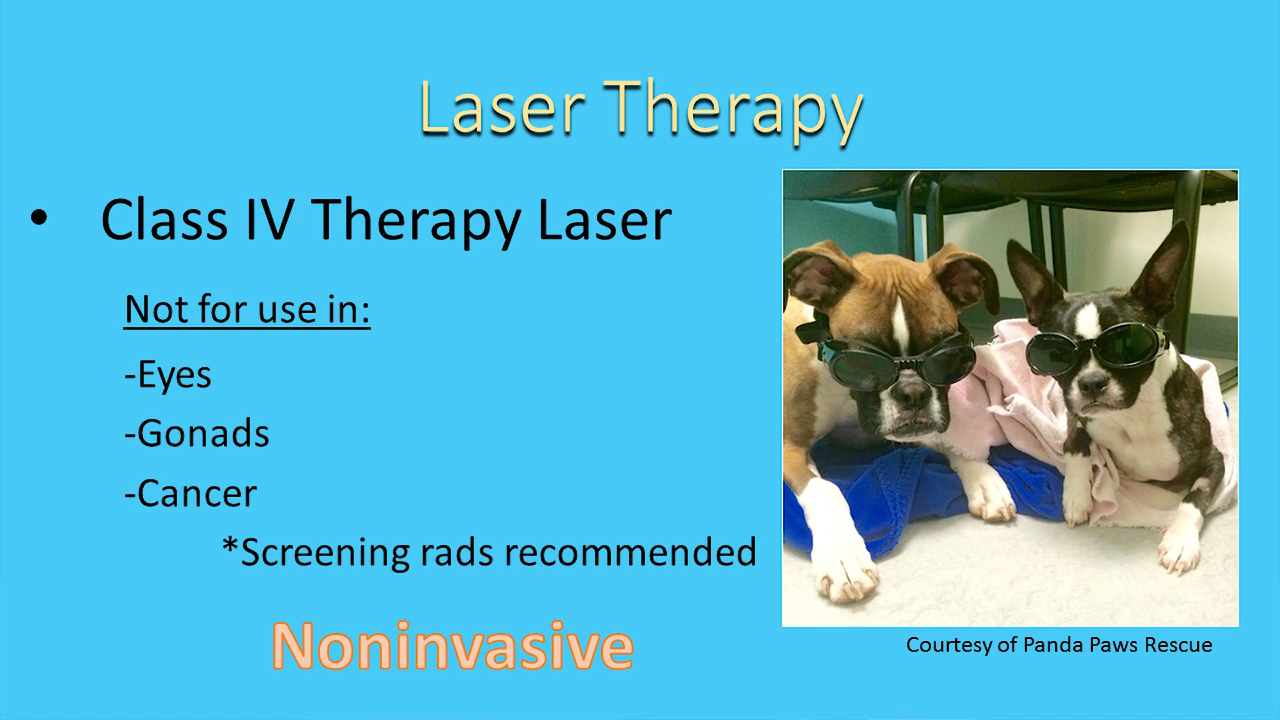 Laser Therapy
• Class IV Therapy Laser
Not for use in:
-Eyes
-Gonads
-Cancer
*Screening rads recommended
Noninvasive
Courtesy of Panda Paws Rescue